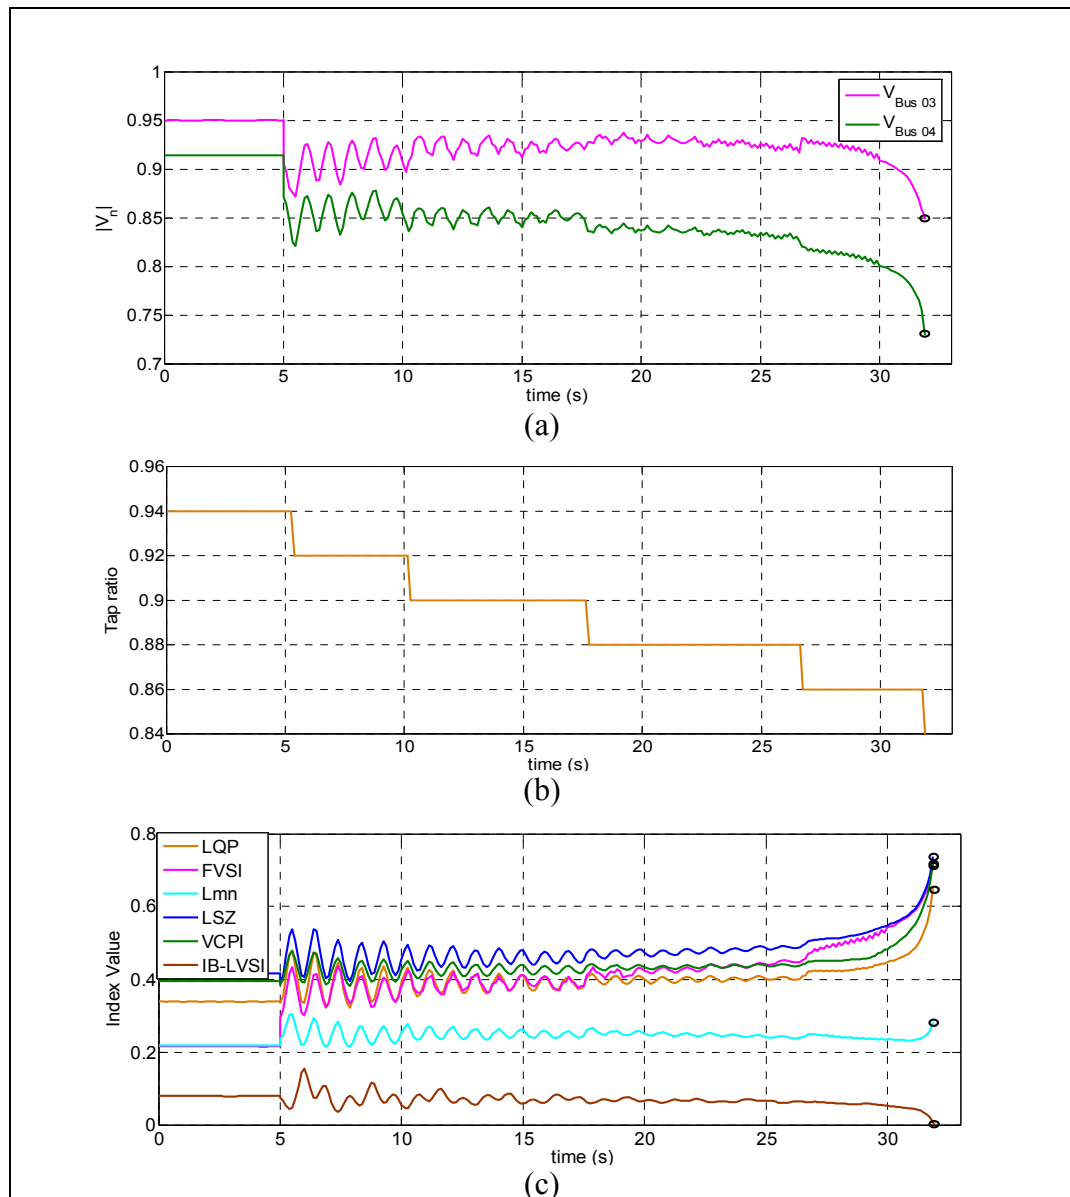 1
0.95
0.9
0.85
0.8
0.75
0.7
|Vn|
V Bus 03
V Bus 04
0 5 10 15 20 25 30
time (s)
(a)
0.96
0.94
0.92
0.9
0.88
0.86
0.84
Tap ratio
0 5 10 15 20 25 30
time (s)
(b)
0.8
0.6
0.4
0.2
0
Index Value
LQP
FVSI
Lmn
LSZ
VCPI
IB-LVSI
0 5 10 15 20 25 30
time (s)
(c)